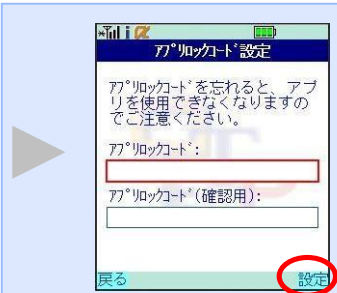 ｱﾌﾟﾘﾛｯｸｺｰﾄﾞ設定
ｱﾌﾟﾘﾛｯｸｺｰﾄﾞを忘れると、アプ
リを使用できなくなりますの
でご注意ください。
ｱﾌﾟﾘﾛｯｸｺｰﾄﾞ:
ｱﾌﾟﾘﾛｯｸｺｰﾄﾞ(確認用):
戻る 設定